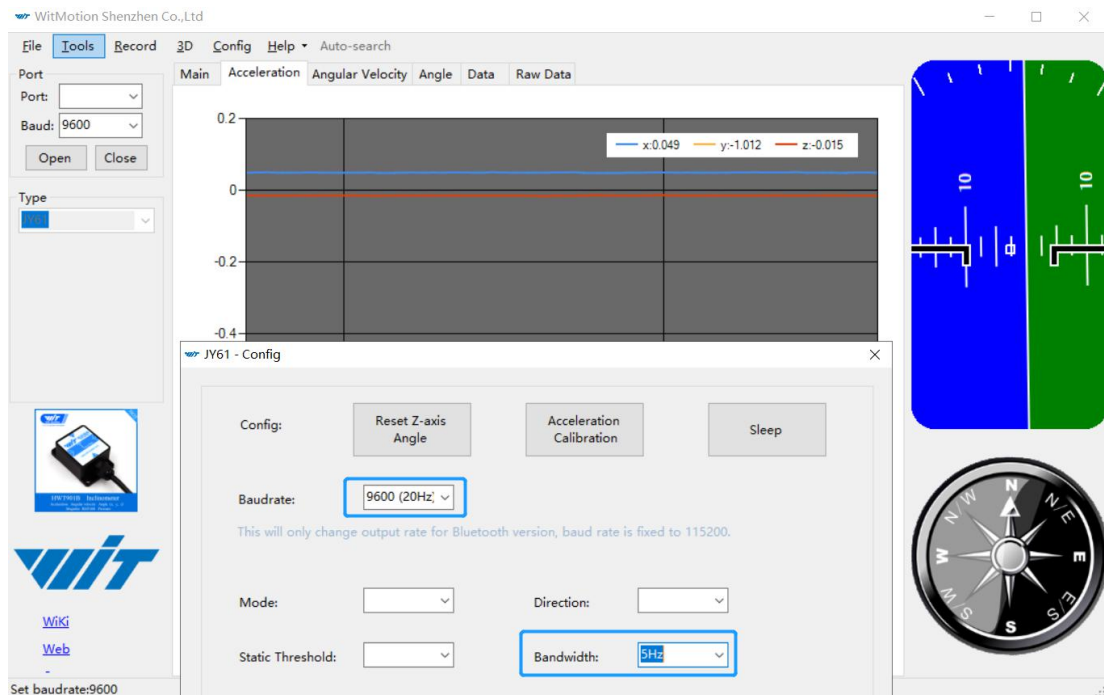 WitMotion Shenzhen Co.,Ltd
File Tools Record 3D Config Help Auto-search
Port
Port:
Baud: 9600
Open Close
Type
JY61
Main Acceleration Angular Velocity Angle Data Raw Data
0.2
0
-0.2
-0.4
x:0.049 y:-1.012 z:-0.015
10 10
JY61 - Config
Config:
Reset Z-axis
Angle
Acceleration
Calibration
Sleep
Baudrate: 9600 (20Hz)
This will only change output rate for Bluetooth version, baud rate is fixed to 115200.
Mode:
Direction:
Static Threshold:
Bandwidth: 5Hz
WIT
HWT901B Inclinometer
WIT
WiKi
Web
N
N/E
E
E/S
S
W/S
W
N/W
Set baudrate:9600